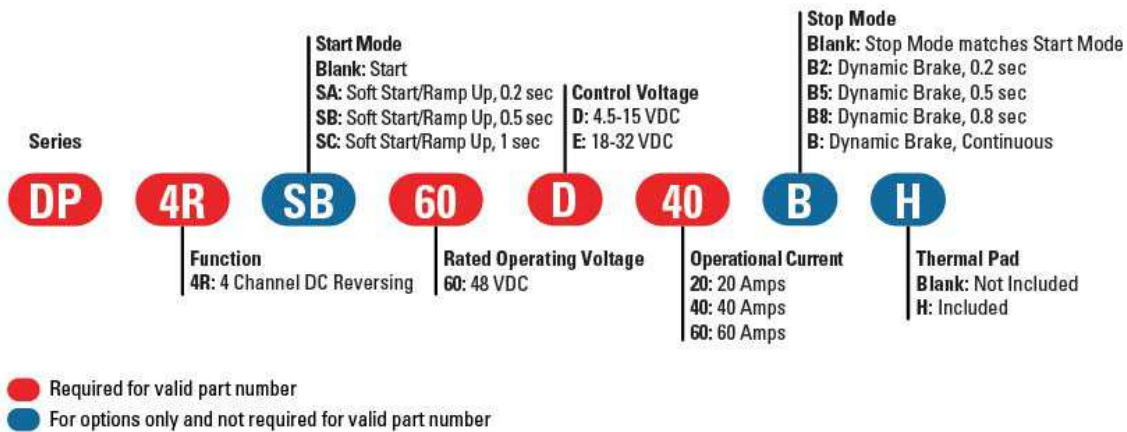 Start Mode
Blank: Start
SA: Soft Start/Ramp Up, 0.2 sec
SB: Soft Start/Ramp Up, 0.5 sec
SC: Soft Start/Ramp Up, 1 sec
Control Voltage
D: 4.5-15 VDC
E: 18-32 VDC
Stop Mode
Blank: Stop Mode matches Start Mode
B2: Dynamic Brake, 0.2 sec
B5: Dynamic Brake, 0.5 sec
B8: Dynamic Brake, 0.8 sec
B: Dynamic Brake, Continuous
Series
DP 4R SB 60 D 40 B H
Function
4R: 4 Channel DC Reversing
Rated Operating Voltage
60: 48 VDC
Operational Current
20: 20 Amps
40: 40 Amps
60: 60 Amps
Thermal Pad
Blank: Not Included
H: Included
Required for valid part number
For options only and not required for valid part number